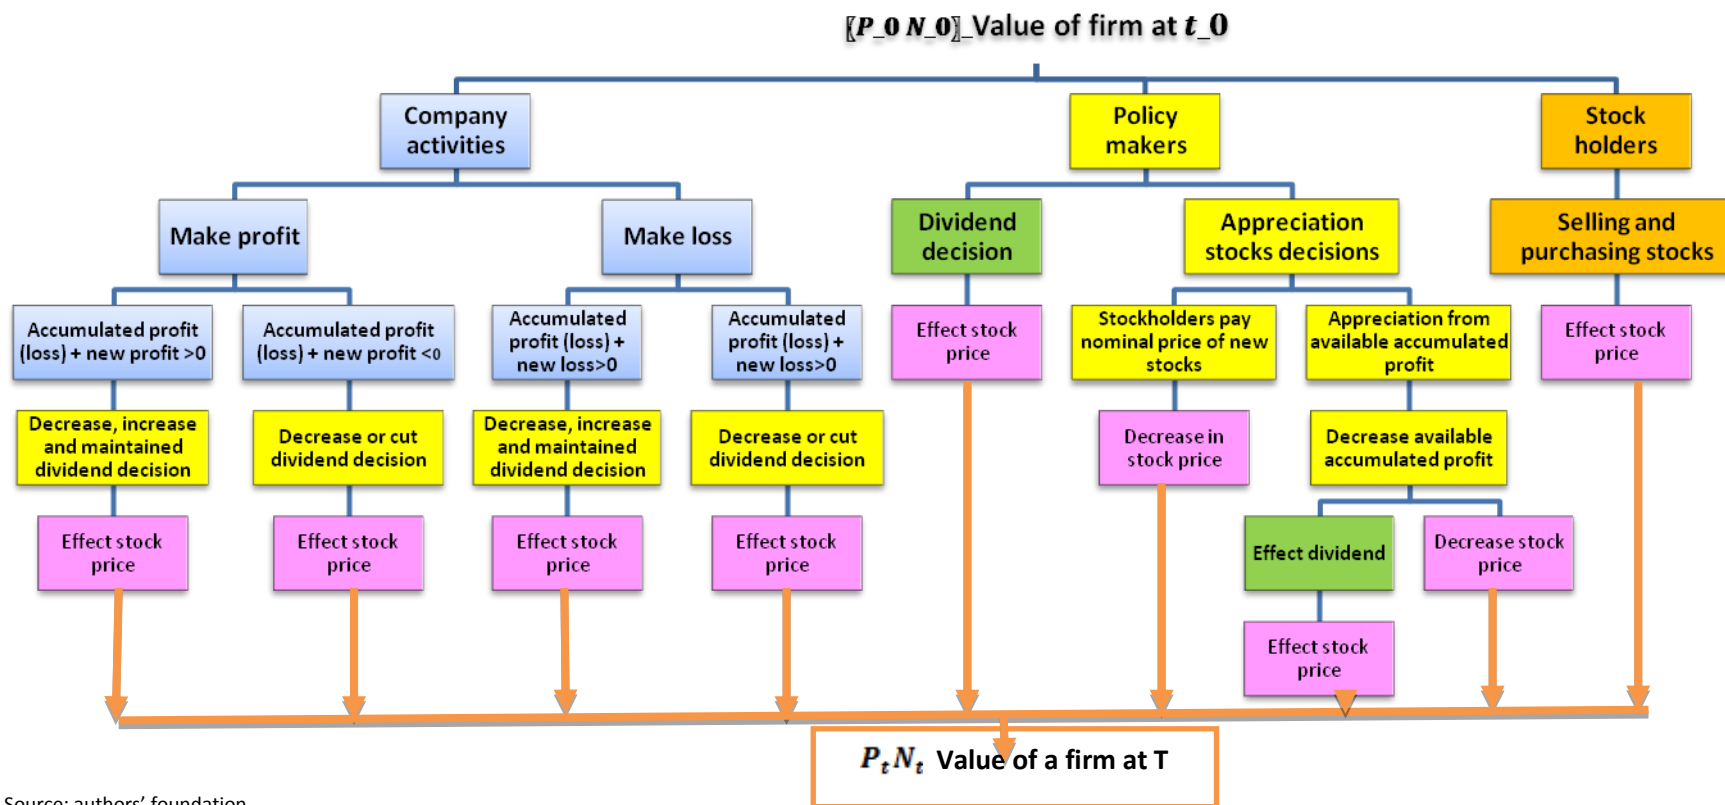 ⟦P_0 N_0⟧_Value of firm at t_0
Company
activities
Policy
makers
Stock
holders
Make profit
Make loss
Dividend
decision
Appreciation
stocks decisions
Selling and
purchasing stocks
Accumulated profit
(loss) + new profit >0
Accumulated profit
(loss) + new profit <0
Accumulated
profit (loss) +
new loss>0
Accumulated
profit (loss) +
new loss>0
Effect stock
price
Stockholders pay
nominal price of new
stocks
Appreciation from
available accumulated
profit
Effect stock
price
Decrease, increase
and maintained
dividend decision
Decrease or cut
dividend decision
Decrease, increase
and maintained
dividend decision
Decrease or cut
dividend decision
Decrease in
stock price
Decrease available
accumulated profit
Effect stock
price
Effect stock
price
Effect stock
price
Effect stock
price
Effect dividend
Decrease stock
price
Effect stock
price
P_t N_t Value of a firm at T
Source: authors' foundation